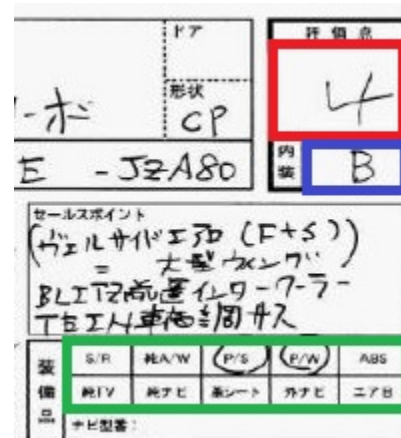 ドア
評価点
形状
4
ーボ
CP
E - JZA80
内装
B
セールスポイント
(ヴェルサイドエアロ (F+S))
= 大型ウィング
BLITZ前置インタークーラー
TEIN車高調サス
装備品
S/R 純A/W P/S P/W ABS
純TV 純ナビ 革シート 外ナビ エアB
ナビ型番: